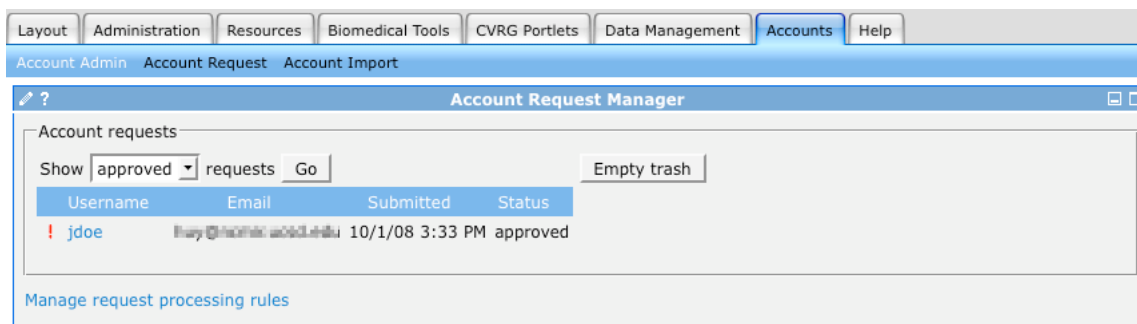 Layout Administration Resources Biomedical Tools CVRG Portlets Data Management Accounts Help
Account Admin Account Request Account Import
? Account Request Manager
Account requests
Show approved requests Go Empty trash
Username Email Submitted Status
! jdoe 10/1/08 3:33 PM approved
Manage request processing rules